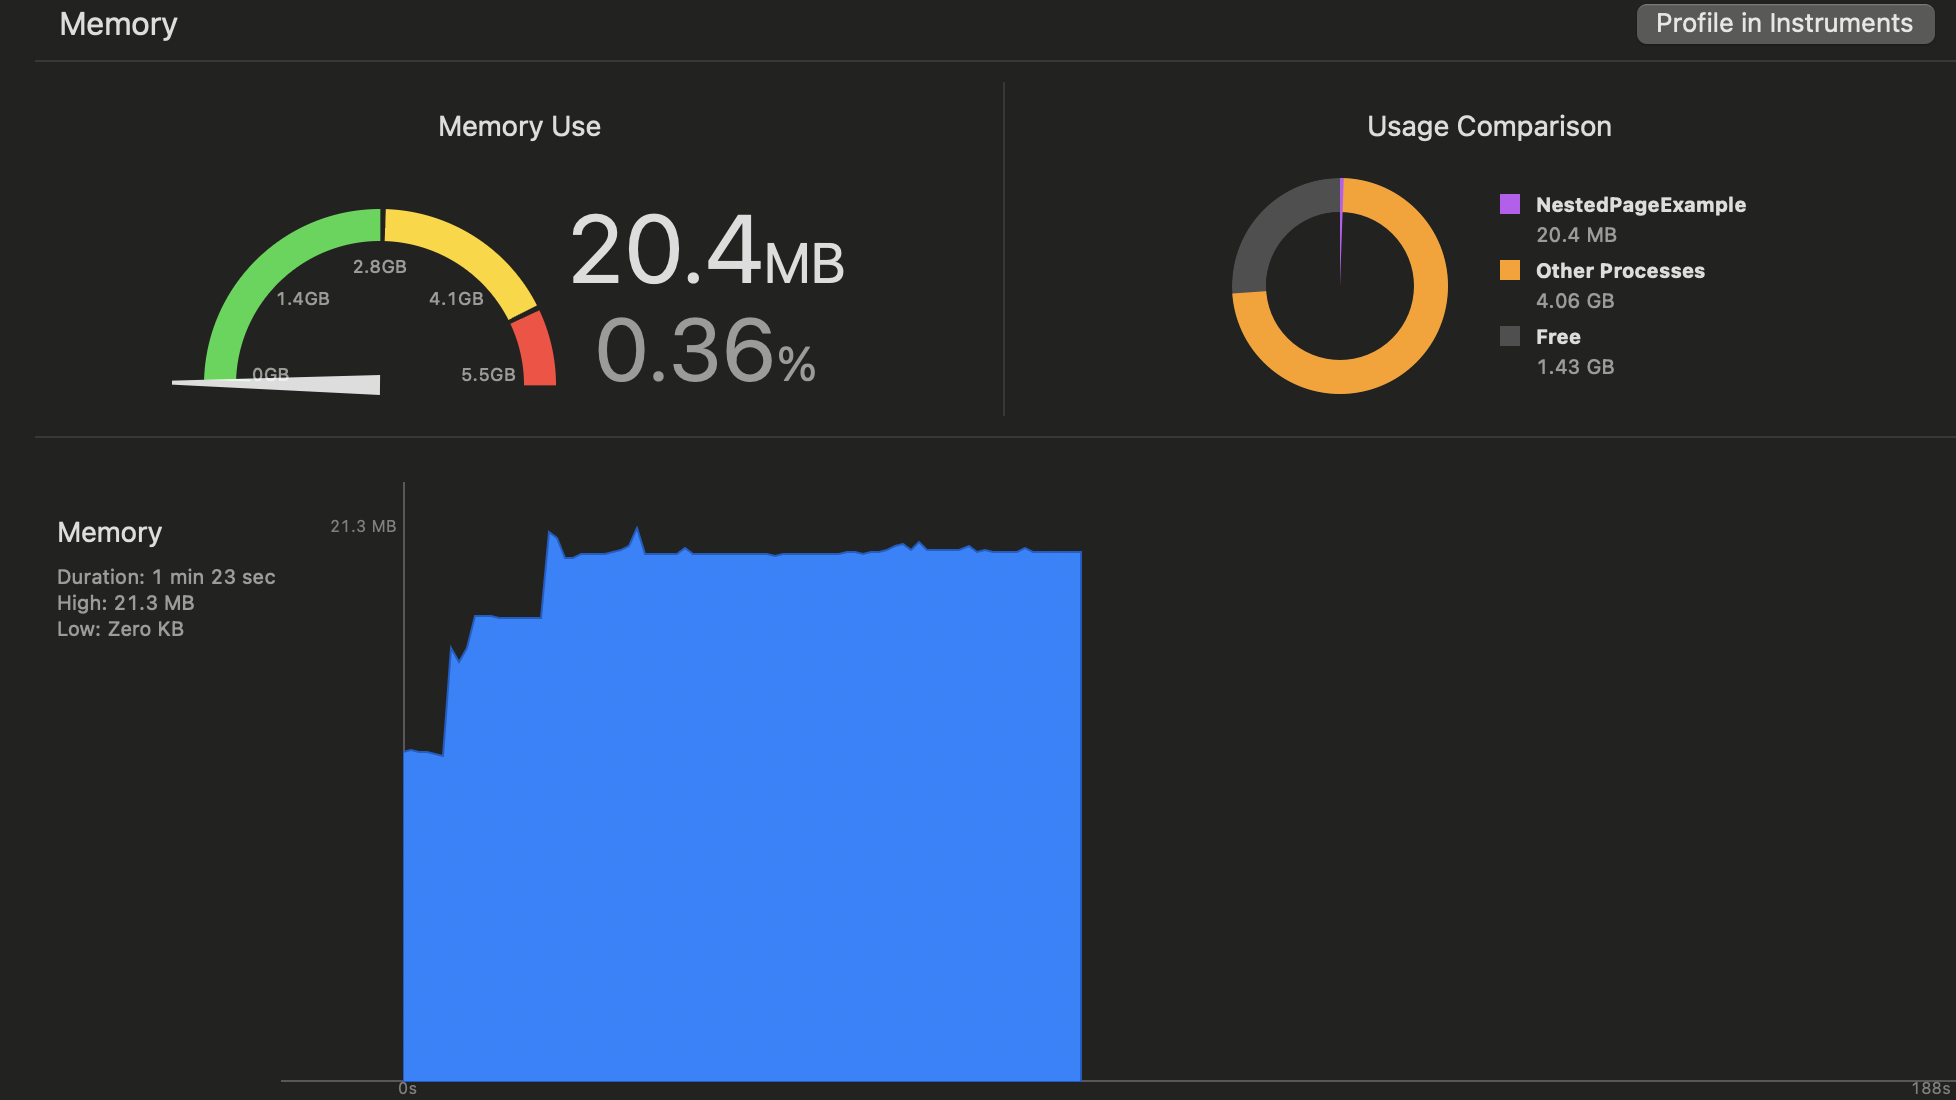 Memory
Profile in Instruments
Memory Use
Usage Comparison
0GB
1.4GB
2.8GB
4.1GB
5.5GB
20.4MB
0.36%
NestedPageExample
20.4 MB
Other Processes
4.06 GB
Free
1.43 GB
Memory
Duration: 1 min 23 sec
High: 21.3 MB
Low: Zero KB
21.3 MB
0s
188s